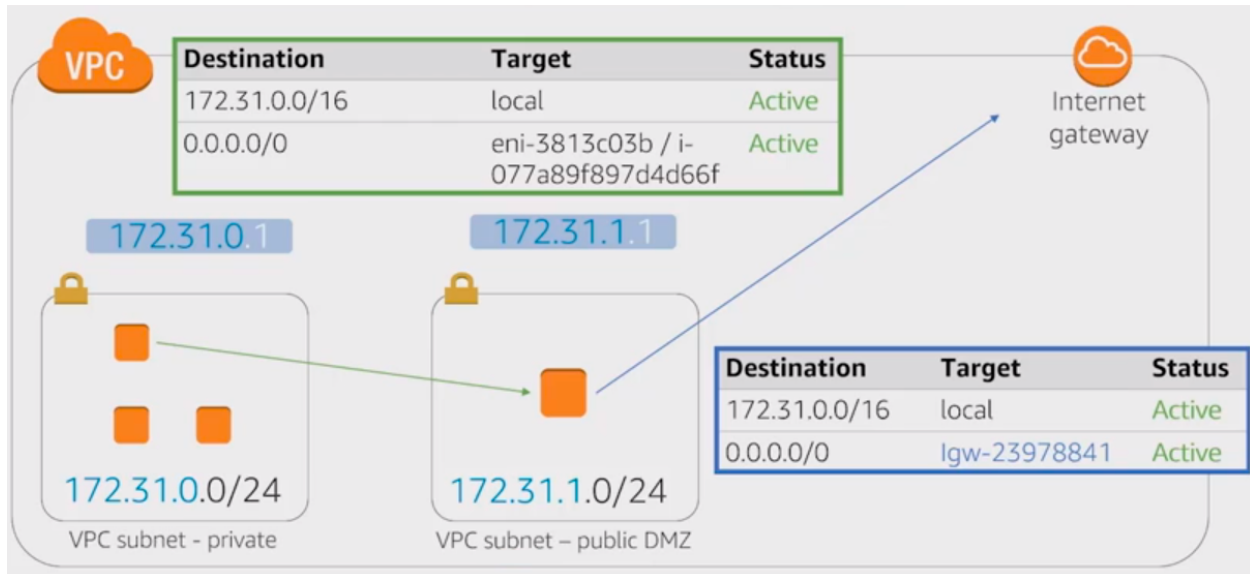 VPC
Destination Target Status
172.31.0.0/16 local Active
0.0.0.0/0 eni-3813c03b / i- Active
077a89f897d4d66f
Internet
gateway
172.31.0.1
172.31.1.1
Destination Target Status
172.31.0.0/16 local Active
0.0.0.0/0 Igw-23978841 Active
172.31.0.0/24
172.31.1.0/24
VPC subnet - private
VPC subnet – public DMZ